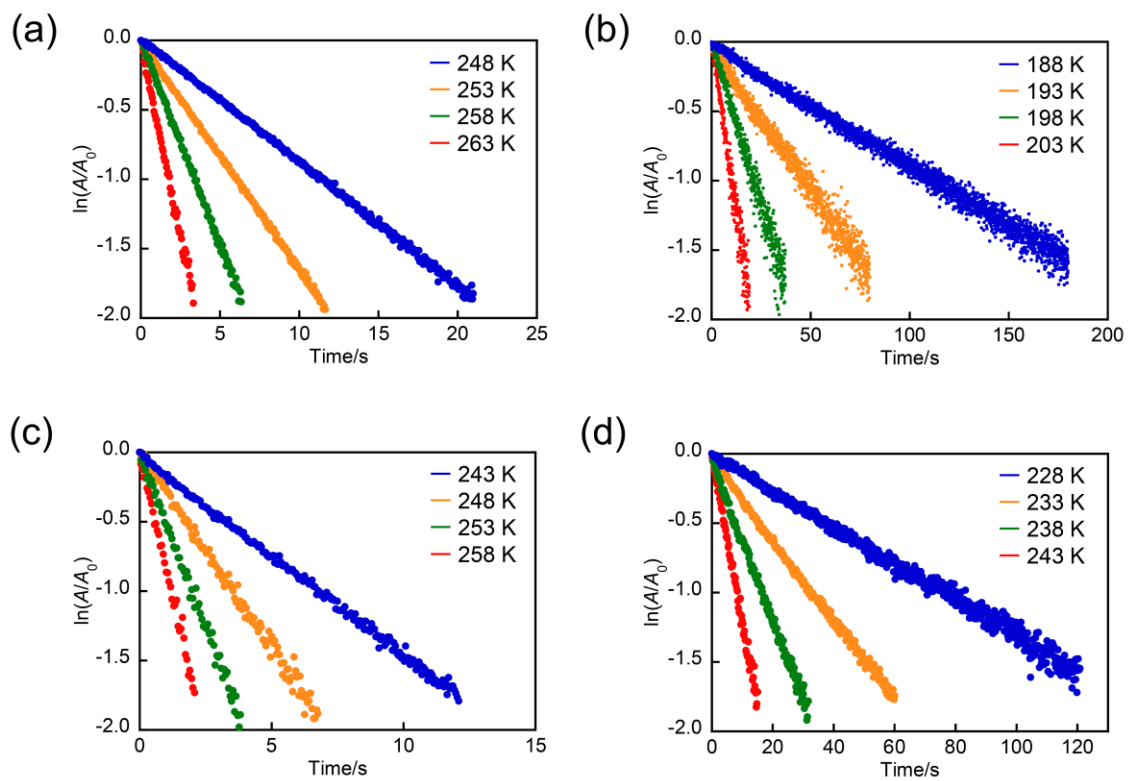 (a)
0.0
-0.5
-1.0
-1.5
-2.0
ln(A/A₀)
248 K
253 K
258 K
263 K
0 5 10 15 20 25
Time/s
(b)
0.0
-0.5
-1.0
-1.5
-2.0
ln(A/A₀)
188 K
193 K
198 K
203 K
0 50 100 150 200
Time/s
(c)
0.0
-0.5
-1.0
-1.5
-2.0
ln(A/A₀)
243 K
248 K
253 K
258 K
0 5 10 15
Time/s
(d)
0.0
-0.5
-1.0
-1.5
-2.0
ln(A/A₀)
228 K
233 K
238 K
243 K
0 20 40 60 80 100 120
Time/s